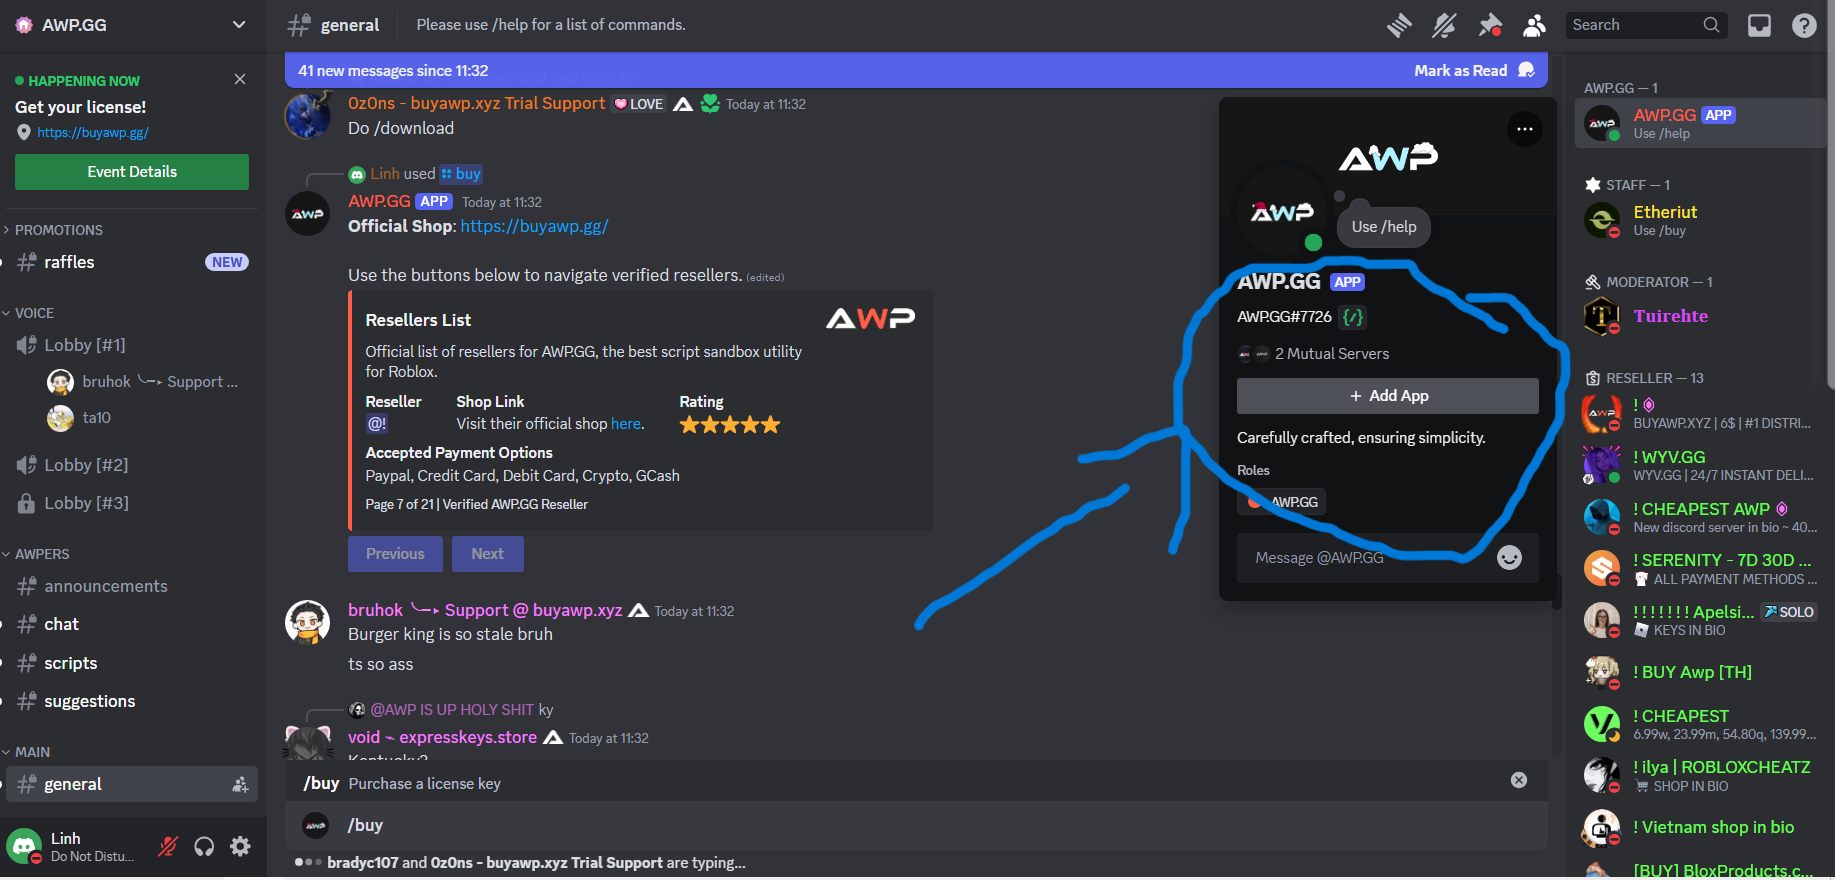 AWP.GG
general
Please use /help for a list of commands.
Search
HAPPENING NOW
Get your license!
https://buyawp.gg/
Event Details
PROMOTIONS
raffles
NEW
VOICE
Lobby [#1]
bruhok ╰─▸ Support ...
ta10
Lobby [#2]
Lobby [#3]
AWPERS
announcements
chat
scripts
suggestions
MAIN
general
Linh
Do Not Distu...
41 new messages since 11:32
Mark as Read
0z0ns - buyawp.xyz Trial Support LOVE Today at 11:32
Do /download
Linh used buy
AWP
AWP.GG APP Today at 11:32
Official Shop: https://buyawp.gg/
Use the buttons below to navigate verified resellers. (edited)
Resellers List
AWP
Official list of resellers for AWP.GG, the best script sandbox utility
for Roblox.
Reseller Shop Link Rating
@! Visit their official shop here.
Accepted Payment Options
Paypal, Credit Card, Debit Card, Crypto, GCash
Page 7 of 21 | Verified AWP.GG Reseller
Previous
Next
bruhok ╰─▸ Support @ buyawp.xyz Today at 11:32
Burger king is so stale bruh
ts so ass
@AWP IS UP HOLY SHIT ky
void ~ expresskeys.store Today at 11:32
Kentucky?
/buy Purchase a license key
AWP
/buy
bradyc107 and 0z0ns - buyawp.xyz Trial Support are typing...
AWP
AWP
Use /help
AWP.GG APP
AWP.GG#7726
2 Mutual Servers
+ Add App
Carefully crafted, ensuring simplicity.
Roles
AWP.GG
Message @AWP.GG
AWP.GG — 1
AWP
AWP.GG APP
Use /help
STAFF — 1
Etheriut
Use /buy
MODERATOR — 1
Tuirehte
RESELLER — 13
AWP
!
BUYAWP.XYZ | 6$ | #1 DISTRI...
! WYV.GG
WYV.GG | 24/7 INSTANT DELI...
! CHEAPEST AWP
New discord server in bio ~ 40...
! SERENITY - 7D 30D ...
ALL PAYMENT METHODS ...
! ! ! ! ! ! ! Apelsi... SOLO
KEYS IN BIO
! BUY Awp [TH]
! CHEAPEST
6.99w, 23.99m, 54.80q, 139.99...
! ilya | ROBLOXCHEATZ
SHOP IN BIO
! Vietnam shop in bio
[BUY] BloxProducts.c...